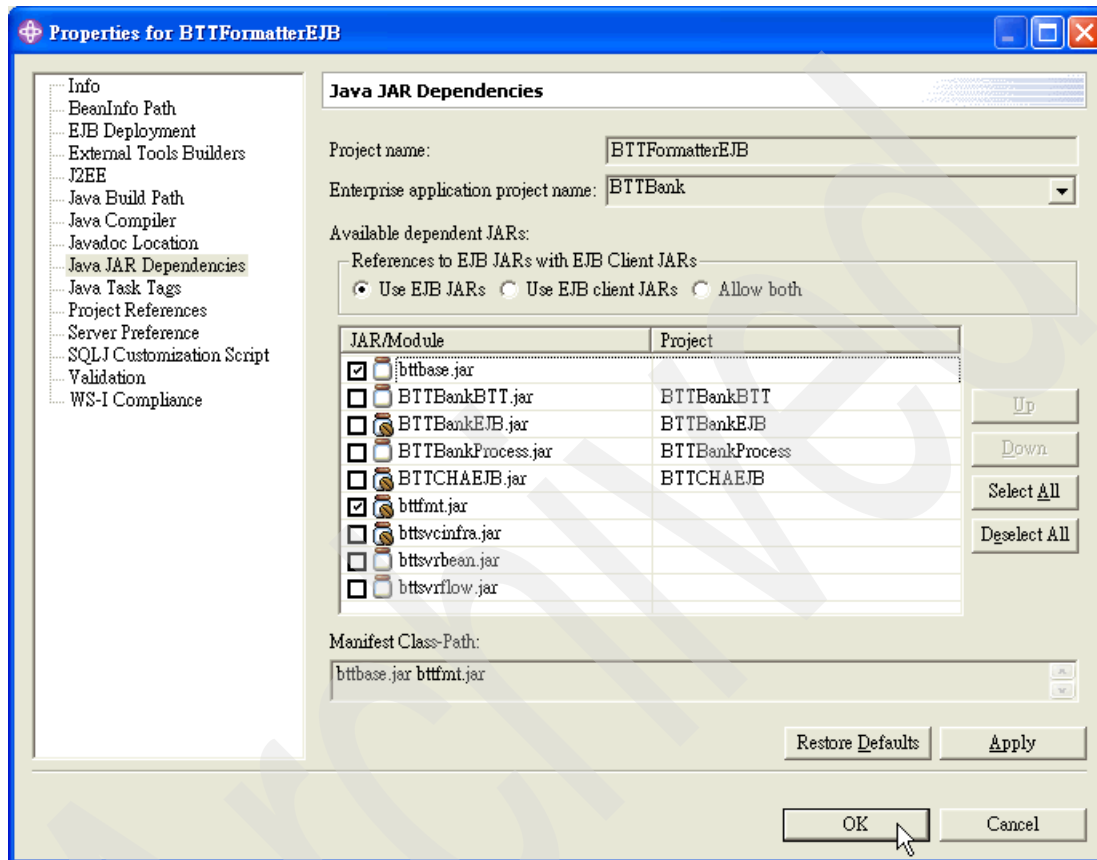 Properties for BTTFormatterEJB
Info
BeanInfo Path
EJB Deployment
External Tools Builders
J2EE
Java Build Path
Java Compiler
Javadoc Location
Java JAR Dependencies
Java Task Tags
Project References
Server Preference
SQLJ Customization Script
Validation
WS-I Compliance
Java JAR Dependencies
Project name: BTTFormatterEJB
Enterprise application project name: BTTBank
Available dependent JARs:
References to EJB JARs with EJB Client JARs
Use EJB JARs Use EJB client JARs Allow both
JAR/Module Project
bttbase.jar
BTTBankBTT.jar BTTBankBTT
BTTBankEJB.jar BTTBankEJB
BTTBankProcess.jar BTTBankProcess
BTTCHAEJB.jar BTTCHAEJB
bttfmt.jar
bttsvcinfra.jar
bttsvrbean.jar
bttsvrflow.jar
Up
Down
Select All
Deselect All
Manifest Class-Path:
bttbase.jar bttfmt.jar
Restore Defaults Apply
OK Cancel
Archived